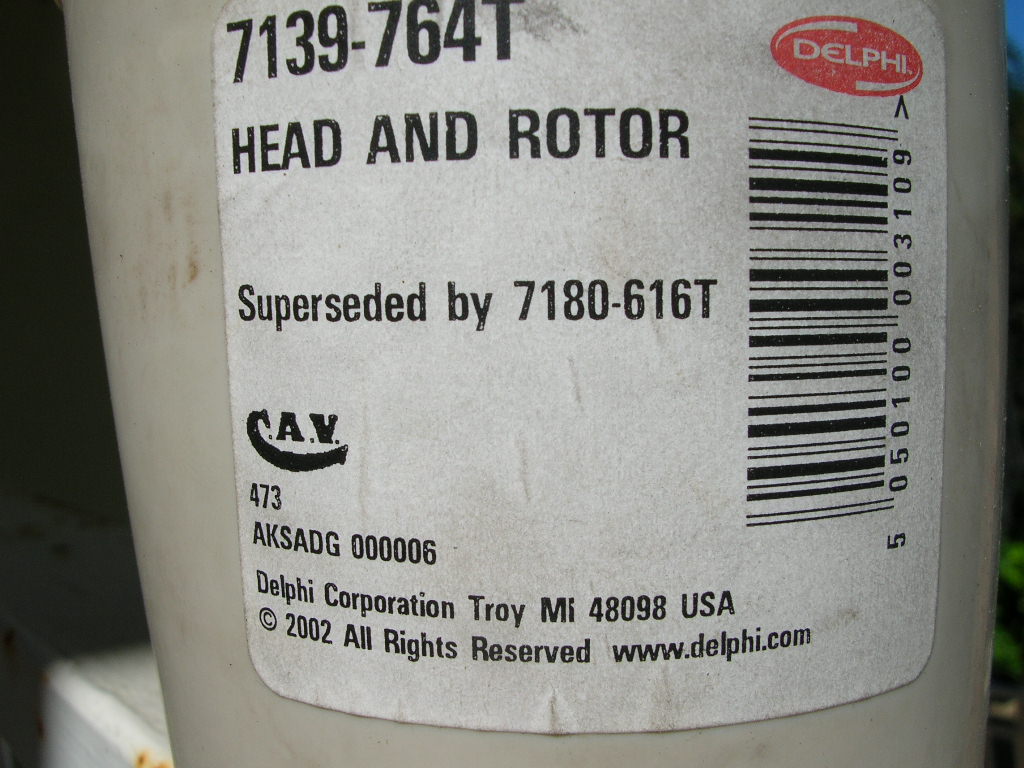 7139-764T
DELPHI
HEAD AND ROTOR
Superseded by 7180-616T
C.A.V.
473
AKSADG 000006
Delphi Corporation Troy Mi 48098 USA
© 2002 All Rights Reserved www.delphi.com
5 050100 003109 >